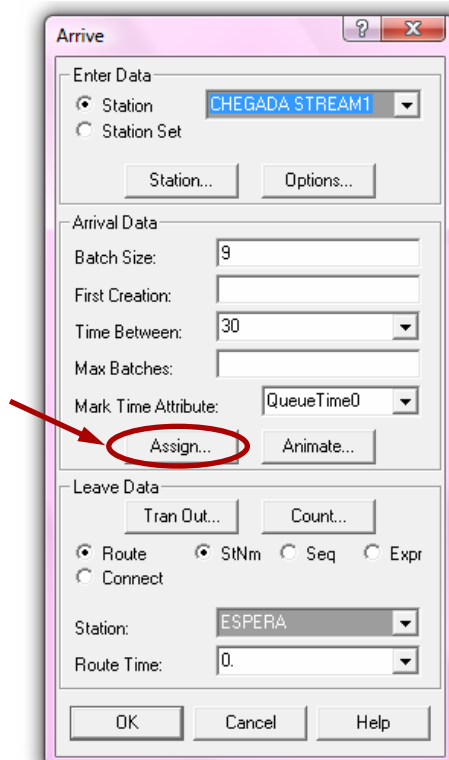 Arrive
Enter Data
Station CHEGADA STREAM1
Station Set
Station... Options...
Arrival Data
Batch Size: 9
First Creation:
Time Between: 30
Max Batches:
Mark Time Attribute: QueueTime0
Assign... Animate...
Leave Data
Tran Out... Count...
Route StNm Seq Expr
Connect
Station: ESPERA
Route Time: 0.
OK Cancel Help